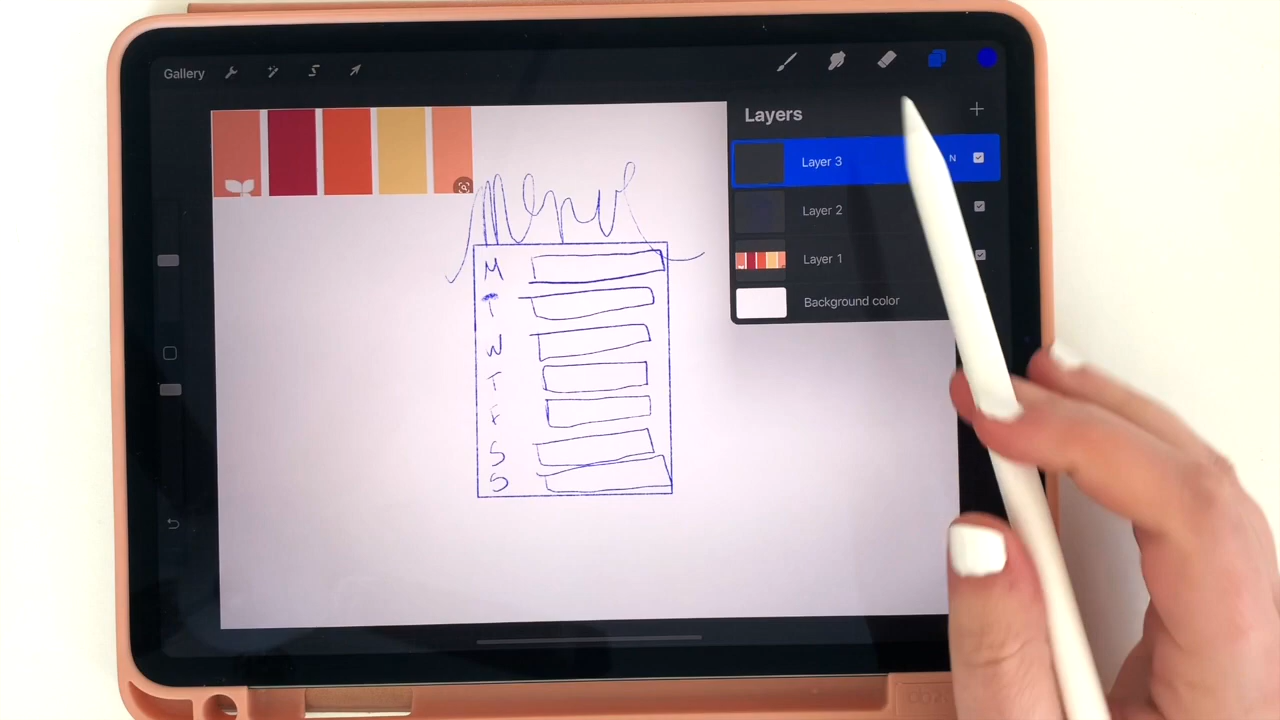 Gallery
Layers
Layer 3 N
Layer 2
Layer 1
Background color
Menu
M
T
W
T
F
S
S